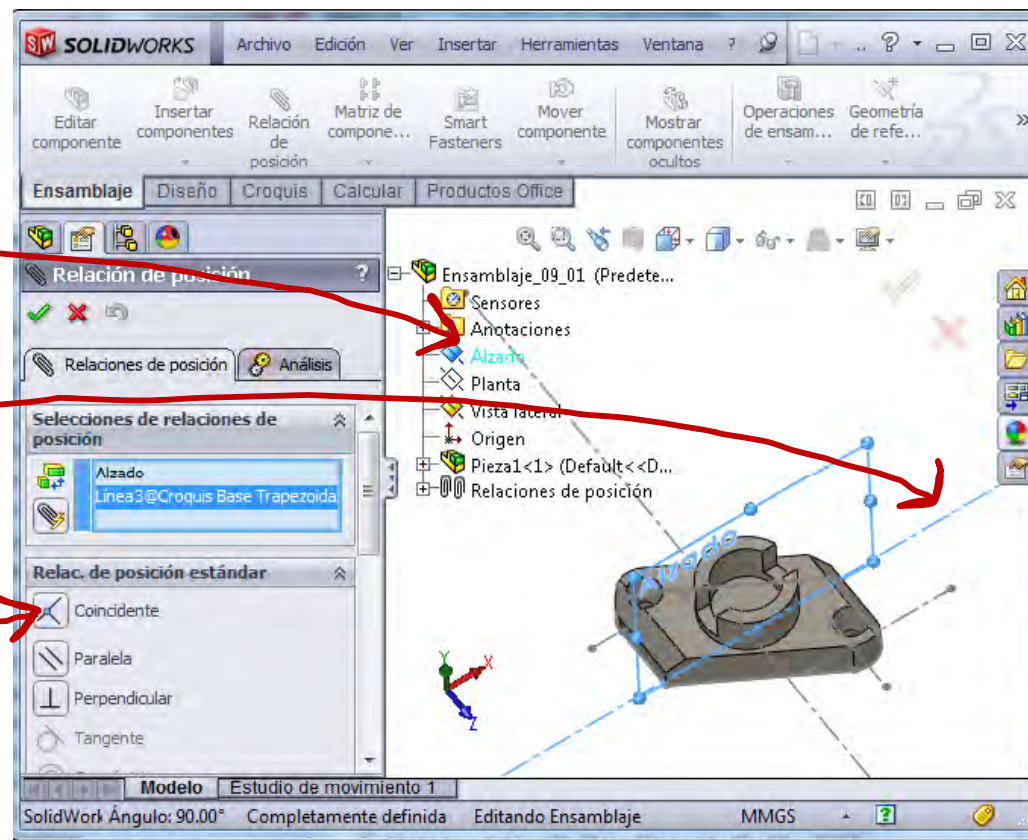 SW SOLIDWORKS Archivo Edición Ver Insertar Herramientas Ventana ? .. ?
Editar componente
Insertar componentes
Relación de posición
Matriz de compone...
Smart Fasteners
Mover componente
Mostrar componentes ocultos
Operaciones de ensam...
Geometría de refe...
»
Ensamblaje Diseño Croquis Calcular Productos Office
Relación de posición ?
Relaciones de posición Análisis
Selecciones de relaciones de
posición
Alzado
Línea3@Croquis Base Trapezoida
Relac. de posición estándar
Coincidente
Paralela
Perpendicular
Tangente
Ensamblaje_09_01 (Predete...
Sensores
Anotaciones
Alzado
Planta
Vista lateral
Origen
Pieza1<1> (Default<<D...
Relaciones de posición
Alzado
Y
X
Z
Modelo Estudio de movimiento 1
SolidWork Ángulo: 90.00° Completamente definida Editando Ensamblaje MMGS ?